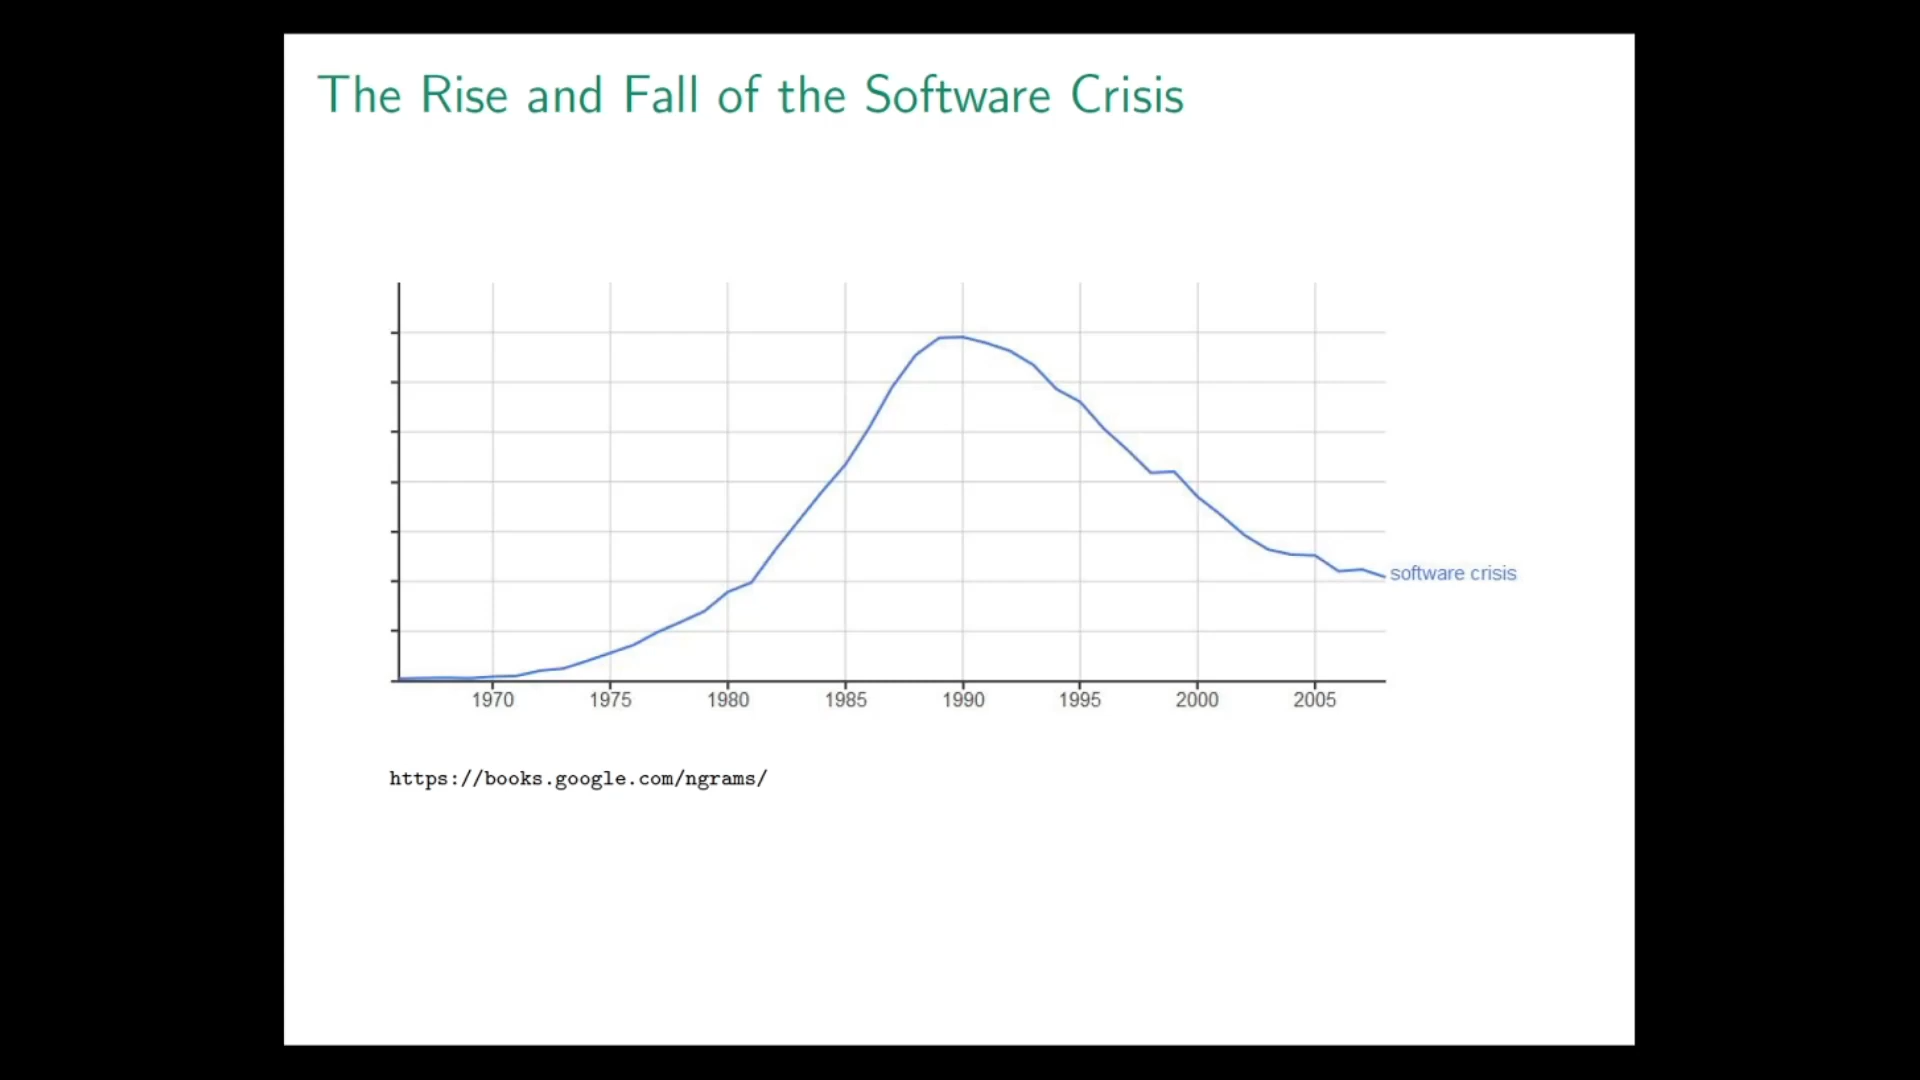 The Rise and Fall of the Software Crisis
software crisis
1970 1975 1980 1985 1990 1995 2000 2005
https://books.google.com/ngrams/